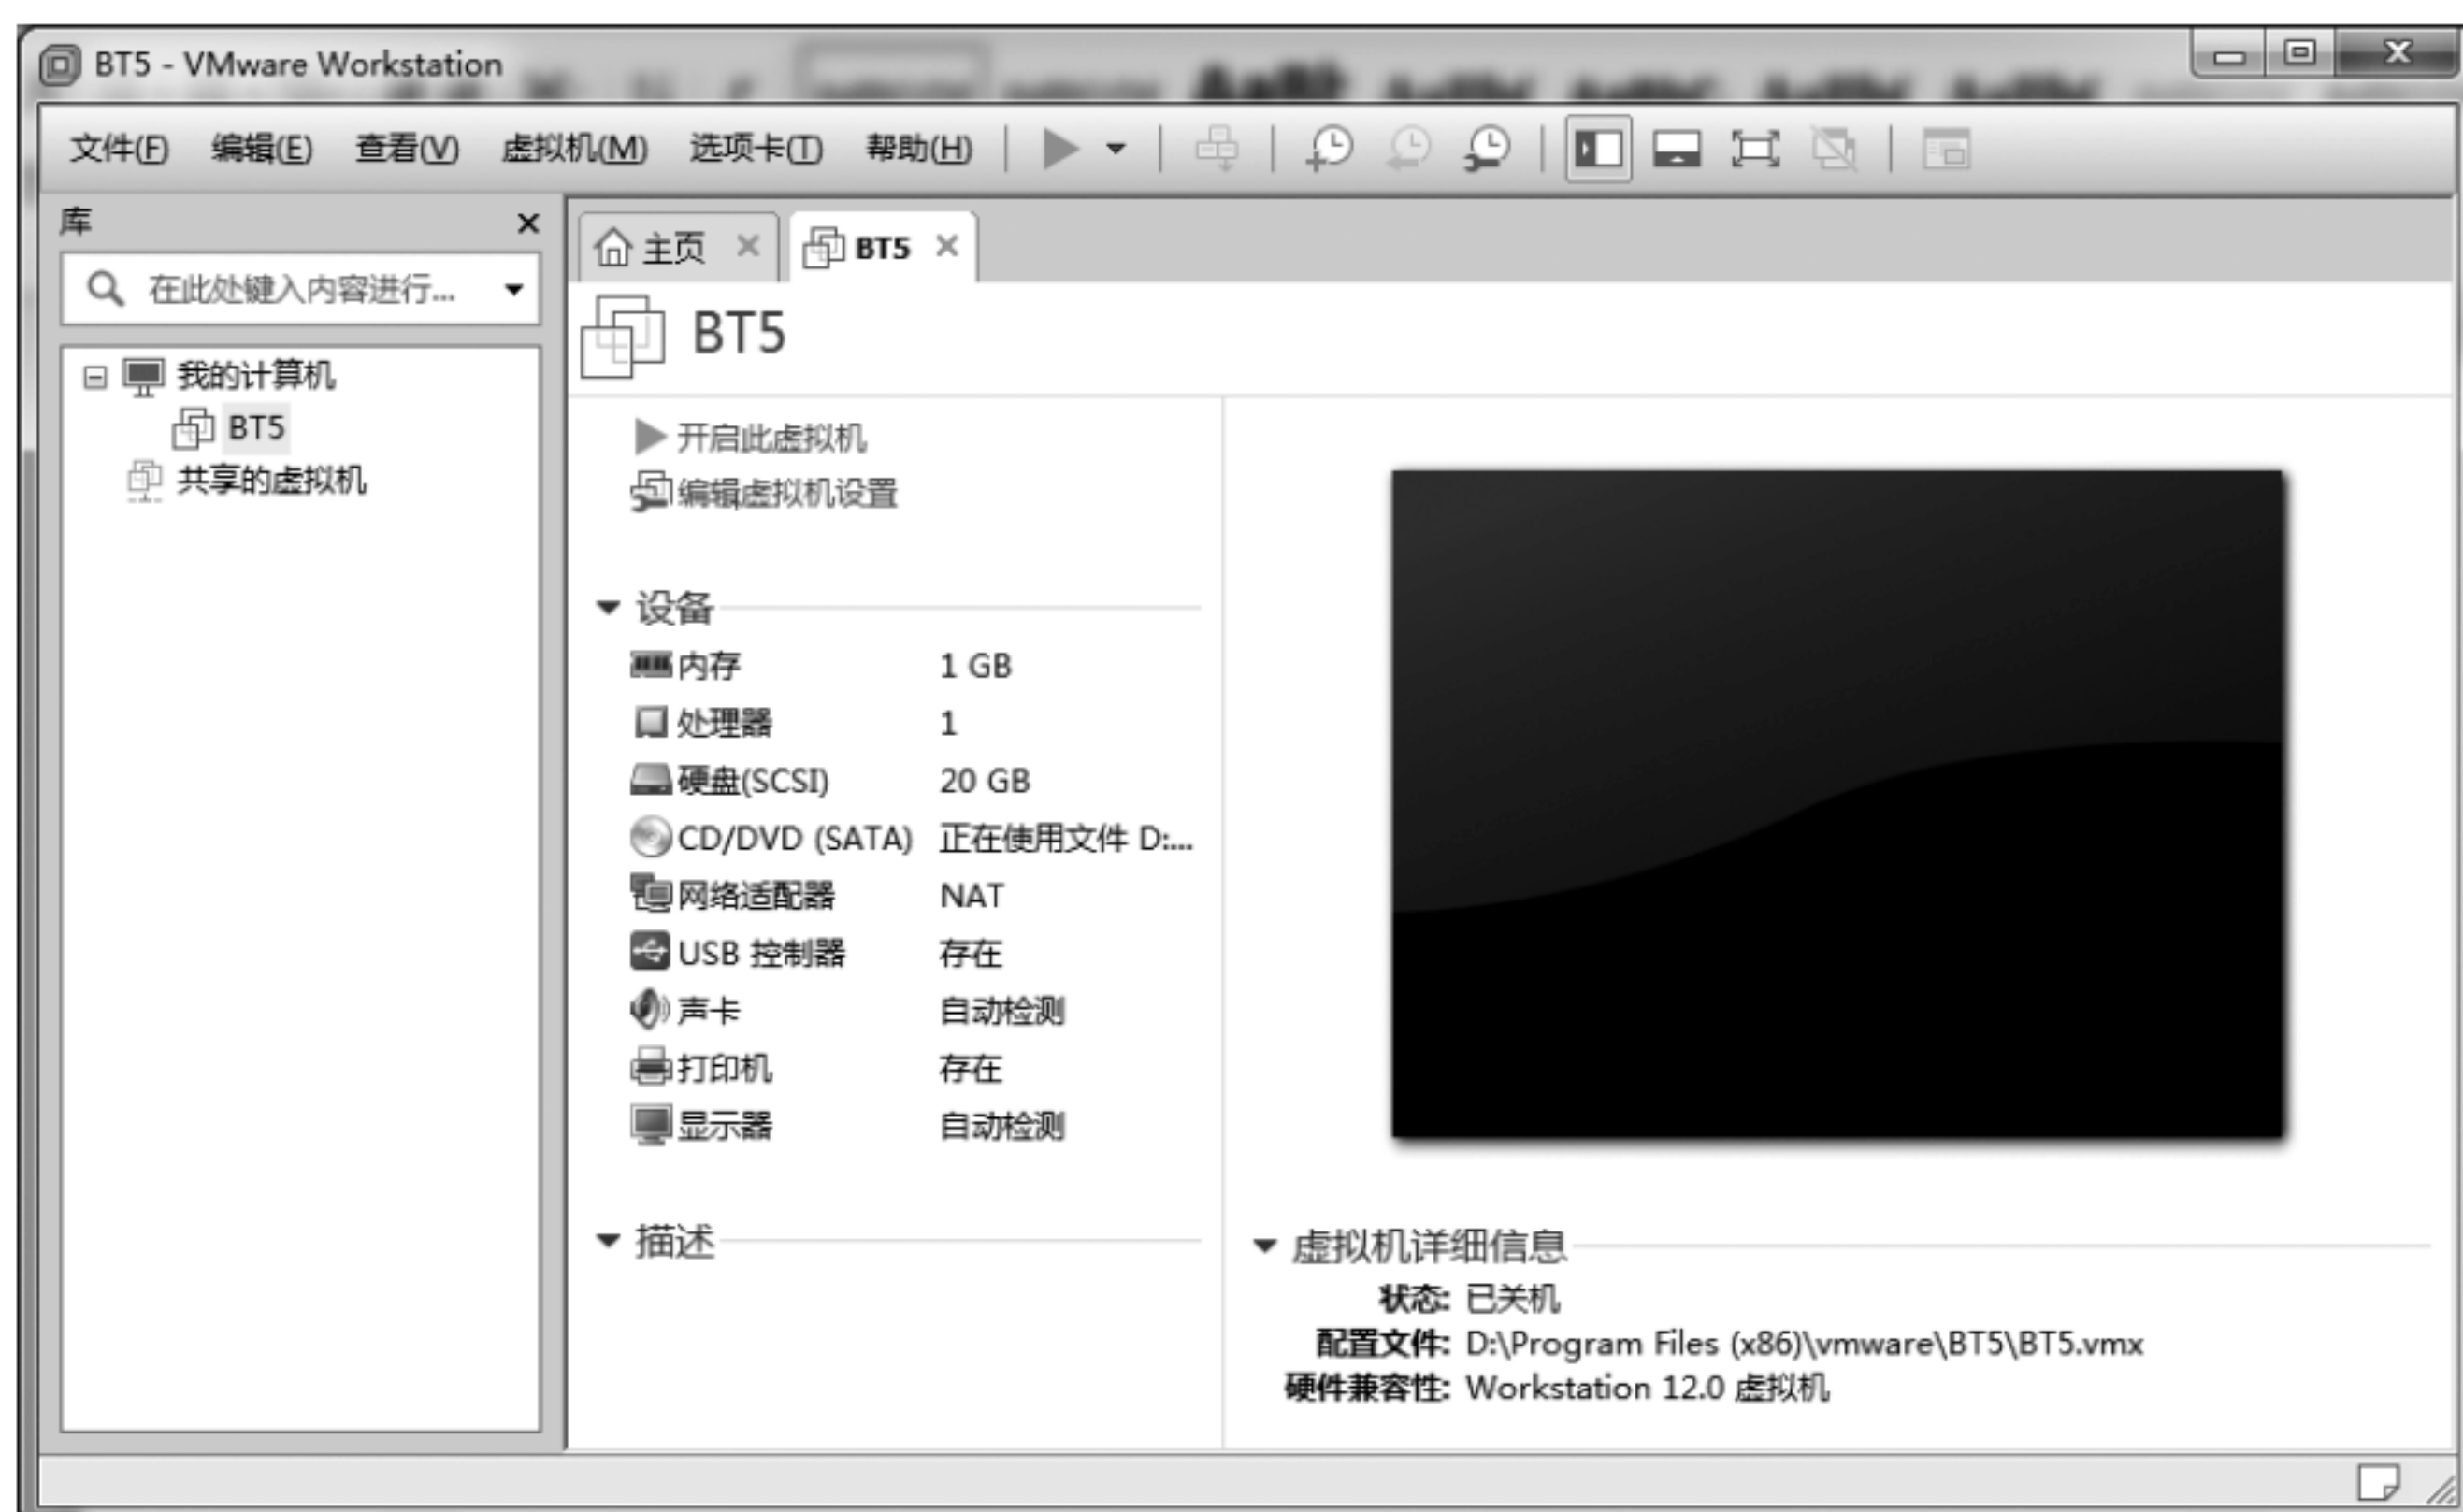 BT5 - VMware Workstation
文件(F) 编辑(E) 查看(V) 虚拟机(M) 选项卡(T) 帮助(H)
库
在此处键入内容进行...
我的计算机
BT5
共享的虚拟机
主页 BT5
BT5
开启此虚拟机
编辑虚拟机设置
设备
内存 1 GB
处理器 1
硬盘(SCSI) 20 GB
CD/DVD (SATA) 正在使用文件 D:...
网络适配器 NAT
USB 控制器 存在
声卡 自动检测
打印机 存在
显示器 自动检测
描述
虚拟机详细信息
状态: 已关机
配置文件: D:\Program Files (x86)\vmware\BT5\BT5.vmx
硬件兼容性: Workstation 12.0 虚拟机